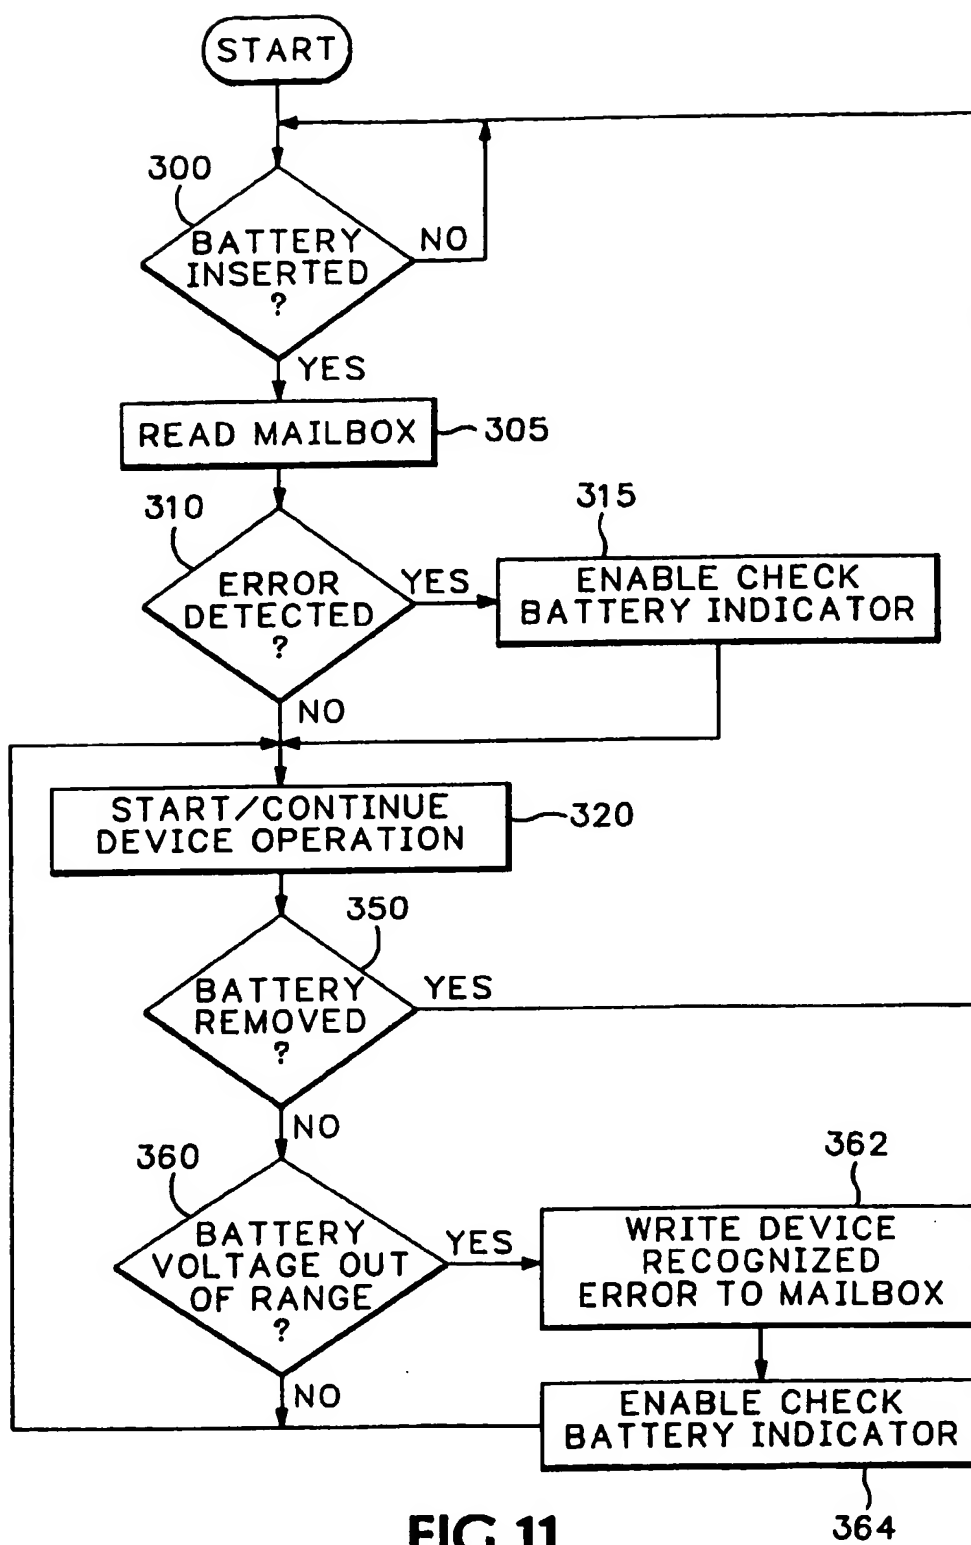 START
300
BATTERY
INSERTED
?
NO
YES
READ MAILBOX
305
310
ERROR
DETECTED
?
YES
315
ENABLE CHECK
BATTERY INDICATOR
NO
START/CONTINUE
DEVICE OPERATION
320
350
BATTERY
REMOVED
?
YES
NO
360
BATTERY
VOLTAGE OUT
OF RANGE
?
YES
362
WRITE DEVICE
RECOGNIZED
ERROR TO MAILBOX
NO
ENABLE CHECK
BATTERY INDICATOR
364
FIG. 11